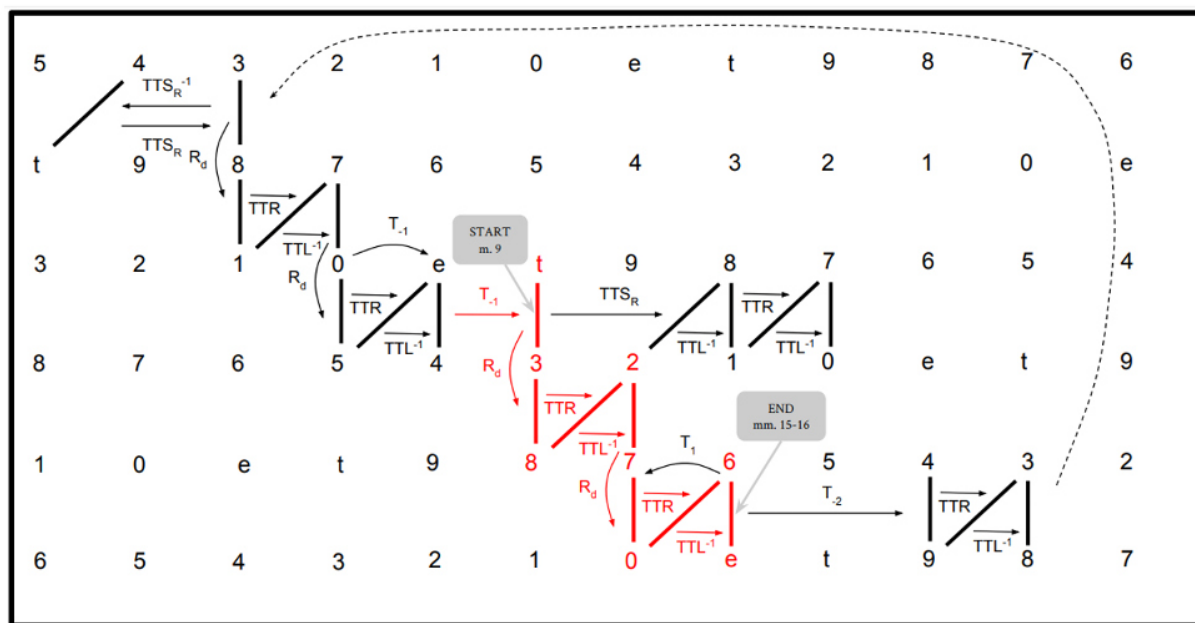 5 4 3 2 1 0 e t 9 8 7 6
TTS_R^-1
TTS_R R_d
t 9 8 7 6 5 4 3 2 1 0 e
TTR
T_-1
START
m. 9
TTL^-1
3 2 1 0 e t 9 8 7 6 5 4
R_d TTR T_-1 TTS_R TTR
TTL^-1 TTL^-1 TTL^-1
8 7 6 5 4 3 2 1 0 e t 9
R_d
TTR
END
mm. 15-16
TTL^-1 T_1
1 0 e t 9 8 7 6 5 4 3 2
R_d TTR T_-2 TTR
TTL^-1 TTL^-1
6 5 4 3 2 1 0 e t 9 8 7